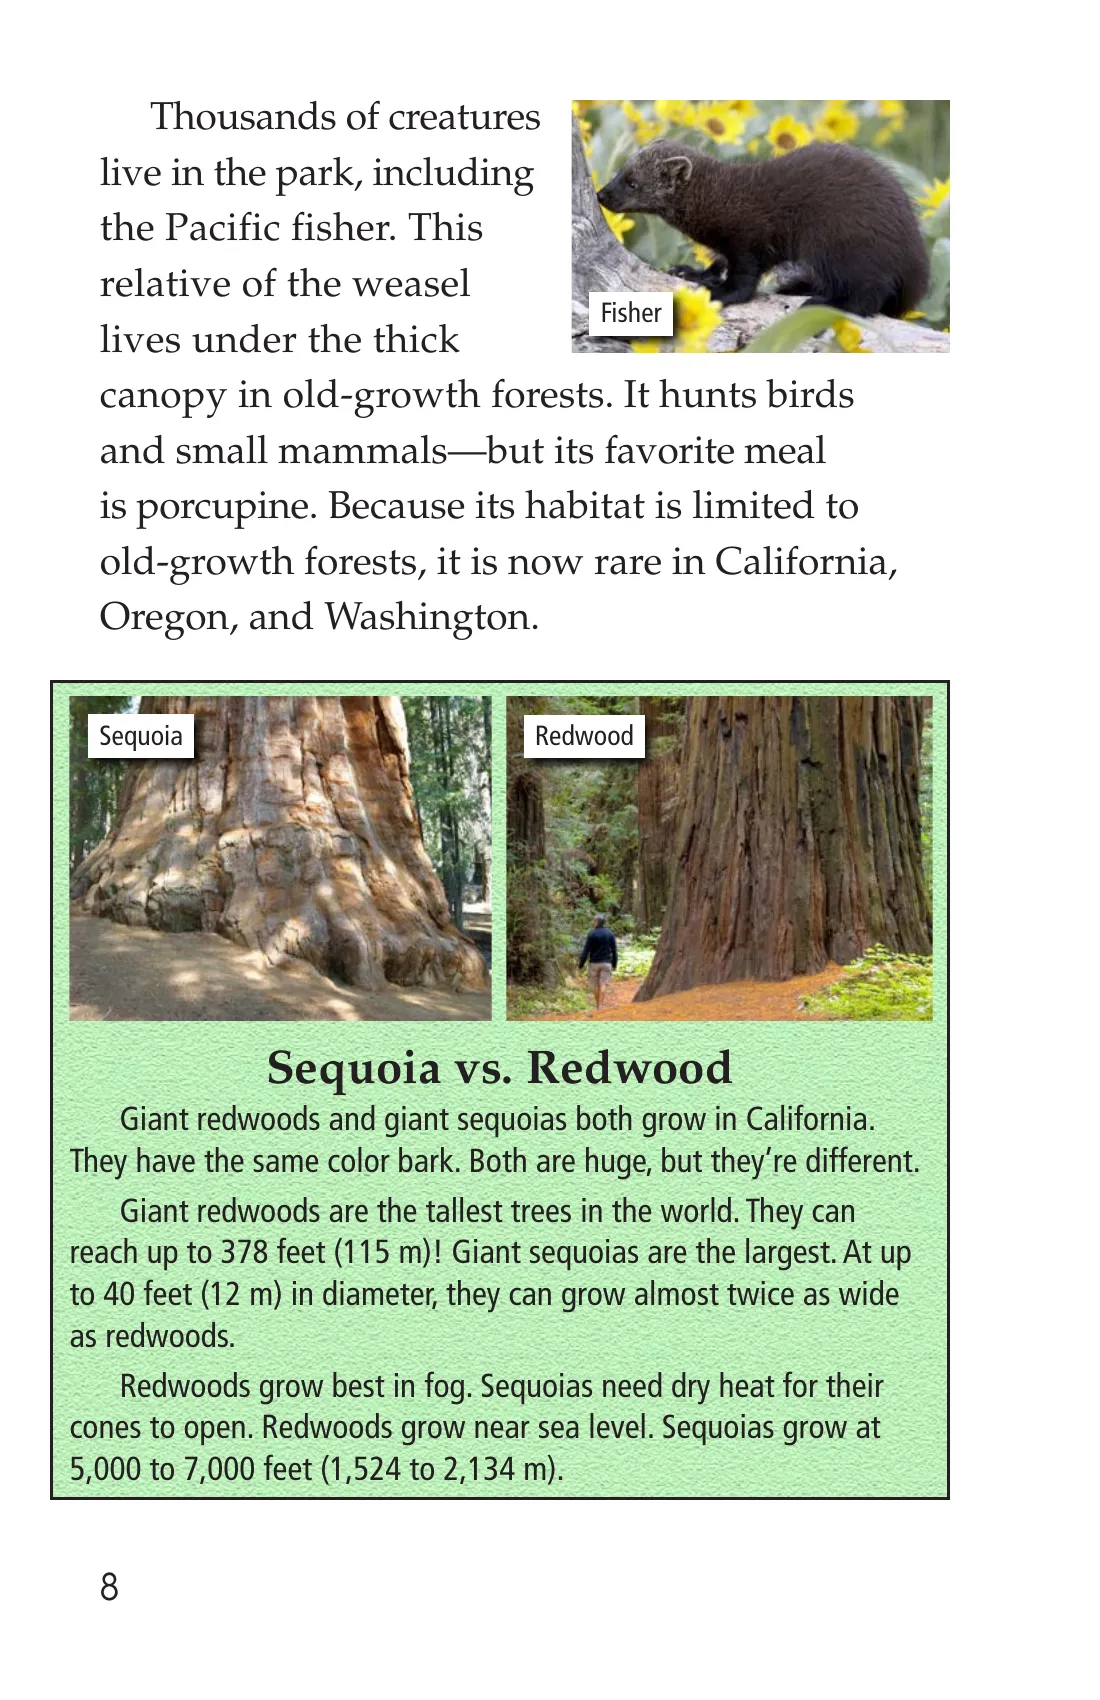 Thousands of creatures
live in the park, including
the Pacific fisher. This
relative of the weasel
lives under the thick
canopy in old-growth forests. It hunts birds
and small mammals—but its favorite meal
is porcupine. Because its habitat is limited to
old-growth forests, it is now rare in California,
Oregon, and Washington.
Fisher
Sequoia
Redwood
Sequoia vs. Redwood
Giant redwoods and giant sequoias both grow in California.
They have the same color bark. Both are huge, but they’re different.
Giant redwoods are the tallest trees in the world. They can
reach up to 378 feet (115 m)! Giant sequoias are the largest. At up
to 40 feet (12 m) in diameter, they can grow almost twice as wide
as redwoods.
Redwoods grow best in fog. Sequoias need dry heat for their
cones to open. Redwoods grow near sea level. Sequoias grow at
5,000 to 7,000 feet (1,524 to 2,134 m).
8